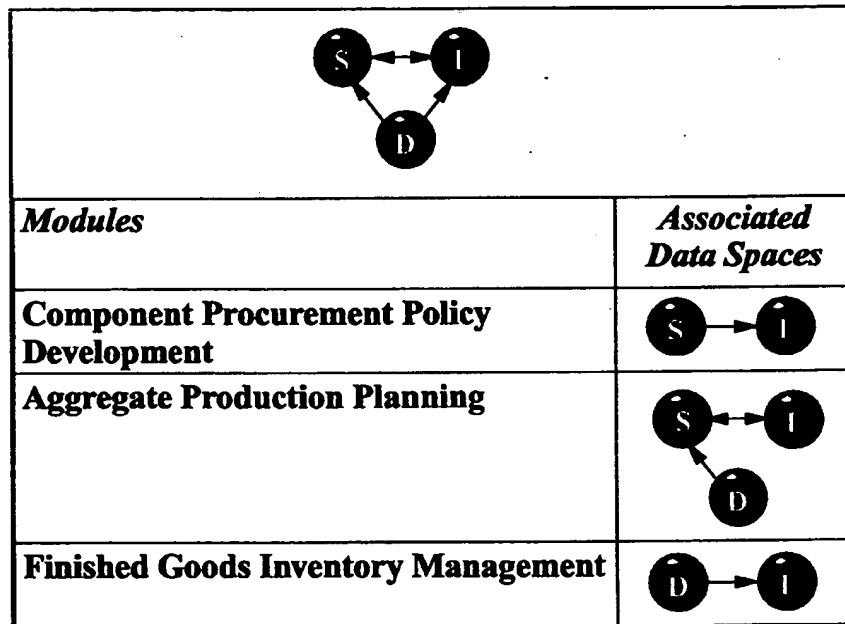 S I
D
Modules
Associated
Data Spaces
Component Procurement Policy
Development
S I
Aggregate Production Planning
S I
D
Finished Goods Inventory Management
D I